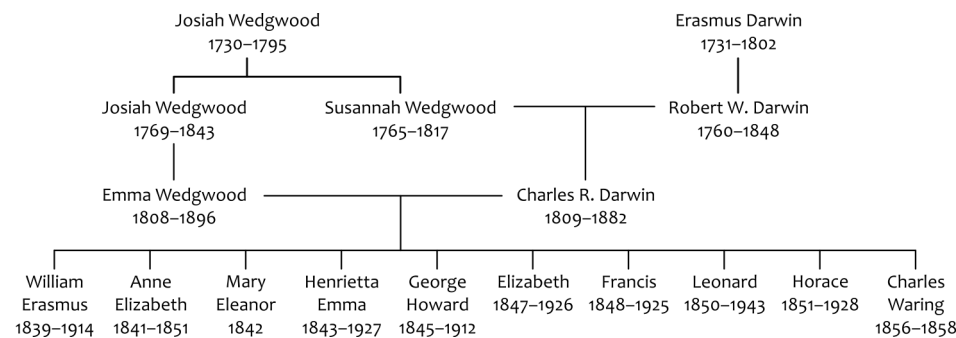 Josiah Wedgwood
1730–1795
Erasmus Darwin
1731–1802
Josiah Wedgwood
1769–1843
Susannah Wedgwood
1765–1817
Robert W. Darwin
1760–1848
Emma Wedgwood
1808–1896
Charles R. Darwin
1809–1882
William
Erasmus
1839–1914
Anne
Elizabeth
1841–1851
Mary
Eleanor
1842
Henrietta
Emma
1843–1927
George
Howard
1845–1912
Elizabeth
1847–1926
Francis
1848–1925
Leonard
1850–1943
Horace
1851–1928
Charles
Waring
1856–1858